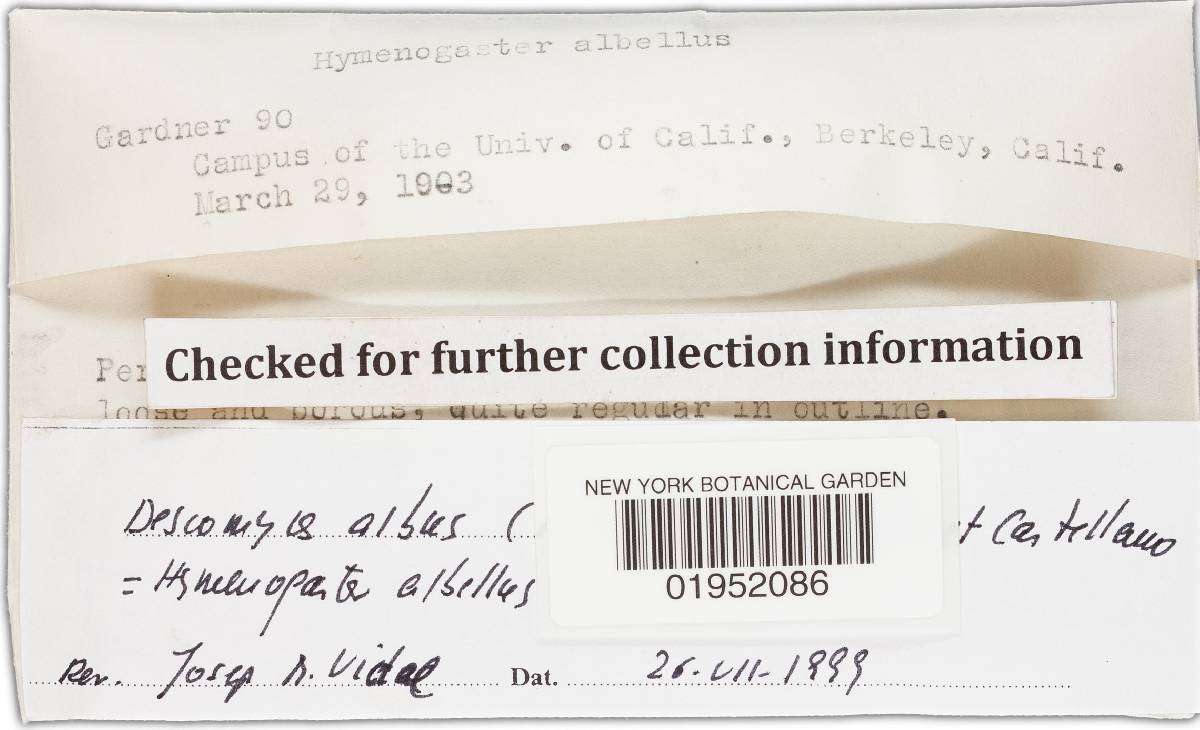 Hymenogaster albellus
Gardner 90
Campus of the Univ. of Calif., Berkeley, Calif.
March 29, 1903
Per
Checked for further collection information
loose and porous, quite regular in outline.
NEW YORK BOTANICAL GARDEN
01952086
Descomyces albus ( t Castellano
= Hymenogaster albellus
Rev. Josep M. Vidal Dat. 26-VII-1999